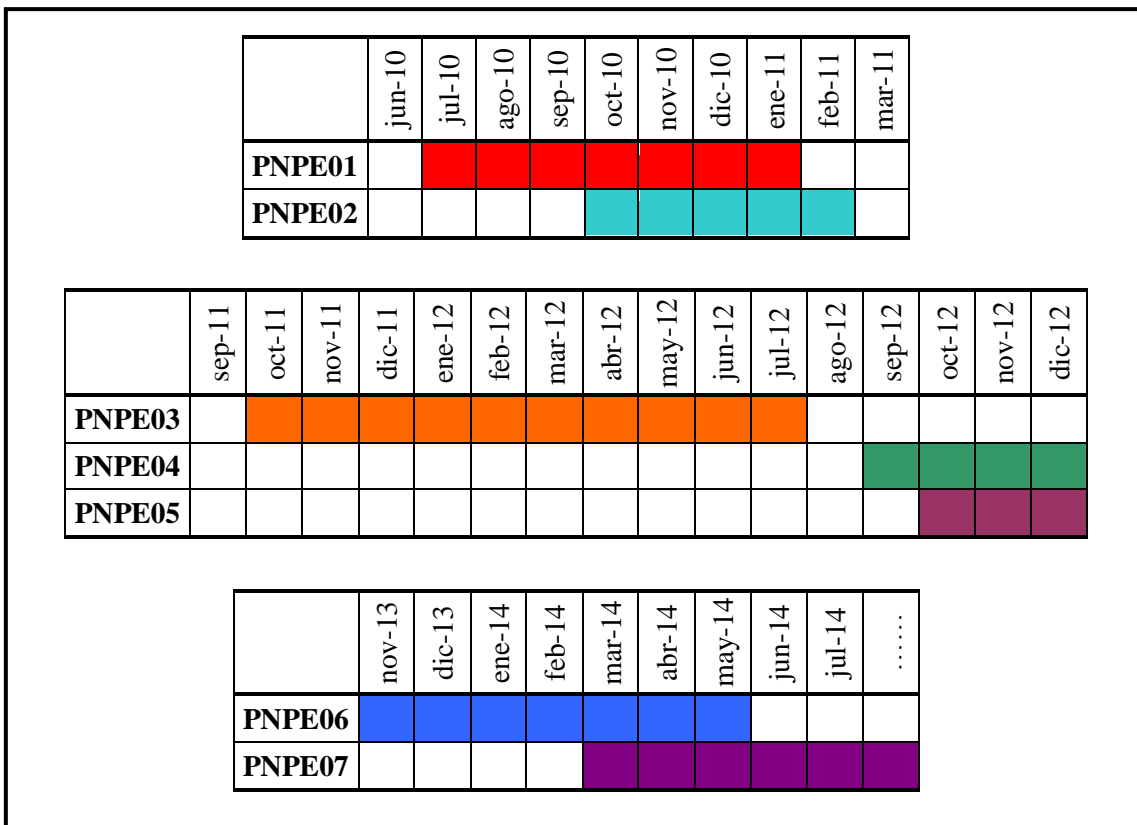 jun-10 jul-10 ago-10 sep-10 oct-10 nov-10 dic-10 ene-11 feb-11 mar-11
PNPE01
PNPE02
sep-11 oct-11 nov-11 dic-11 ene-12 feb-12 mar-12 abr-12 may-12 jun-12 jul-12 ago-12 sep-12 oct-12 nov-12 dic-12
PNPE03
PNPE04
PNPE05
nov-13 dic-13 ene-14 feb-14 mar-14 abr-14 may-14 jun-14 jul-14 ......
PNPE06
PNPE07